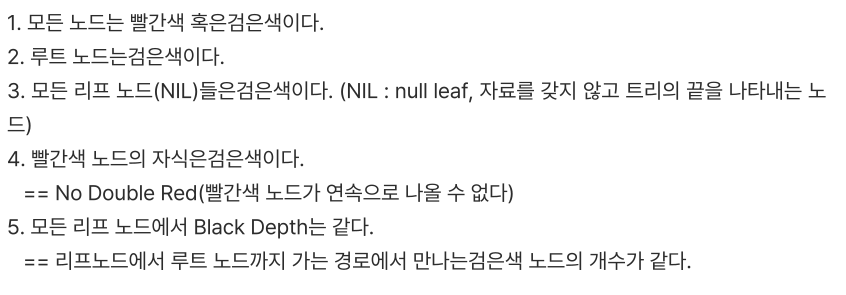 1. 모든 노드는 빨간색 혹은검은색이다.
2. 루트 노드는검은색이다.
3. 모든 리프 노드(NIL)들은검은색이다. (NIL : null leaf, 자료를 갖지 않고 트리의 끝을 나타내는 노
드)
4. 빨간색 노드의 자식은검은색이다.
== No Double Red(빨간색 노드가 연속으로 나올 수 없다)
5. 모든 리프 노드에서 Black Depth는 같다.
== 리프노드에서 루트 노드까지 가는 경로에서 만나는검은색 노드의 개수가 같다.